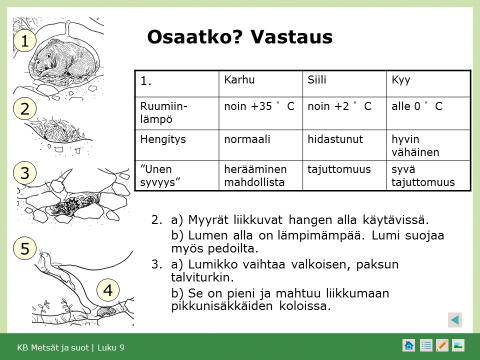 Osaatko? Vastaus
1
2
3
5
4
1. Karhu Siili Kyy
Ruumiin-
lämpö noin +35 ˚ C noin +2 ˚ C alle 0 ˚ C
Hengitys normaali hidastunut hyvin
vähäinen
”Unen
syvyys” herääminen
mahdollista tajuttomuus syvä
tajuttomuus
2. a) Myyrät liikkuvat hangen alla käytävissä.
b) Lumen alla on lämpimämpää. Lumi suojaa
myös pedoilta.
3. a) Lumikko vaihtaa valkoisen, paksun
talviturkin.
b) Se on pieni ja mahtuu liikkumaan
pikkunisäkkäiden koloissa.
KB Metsät ja suot | Luku 9